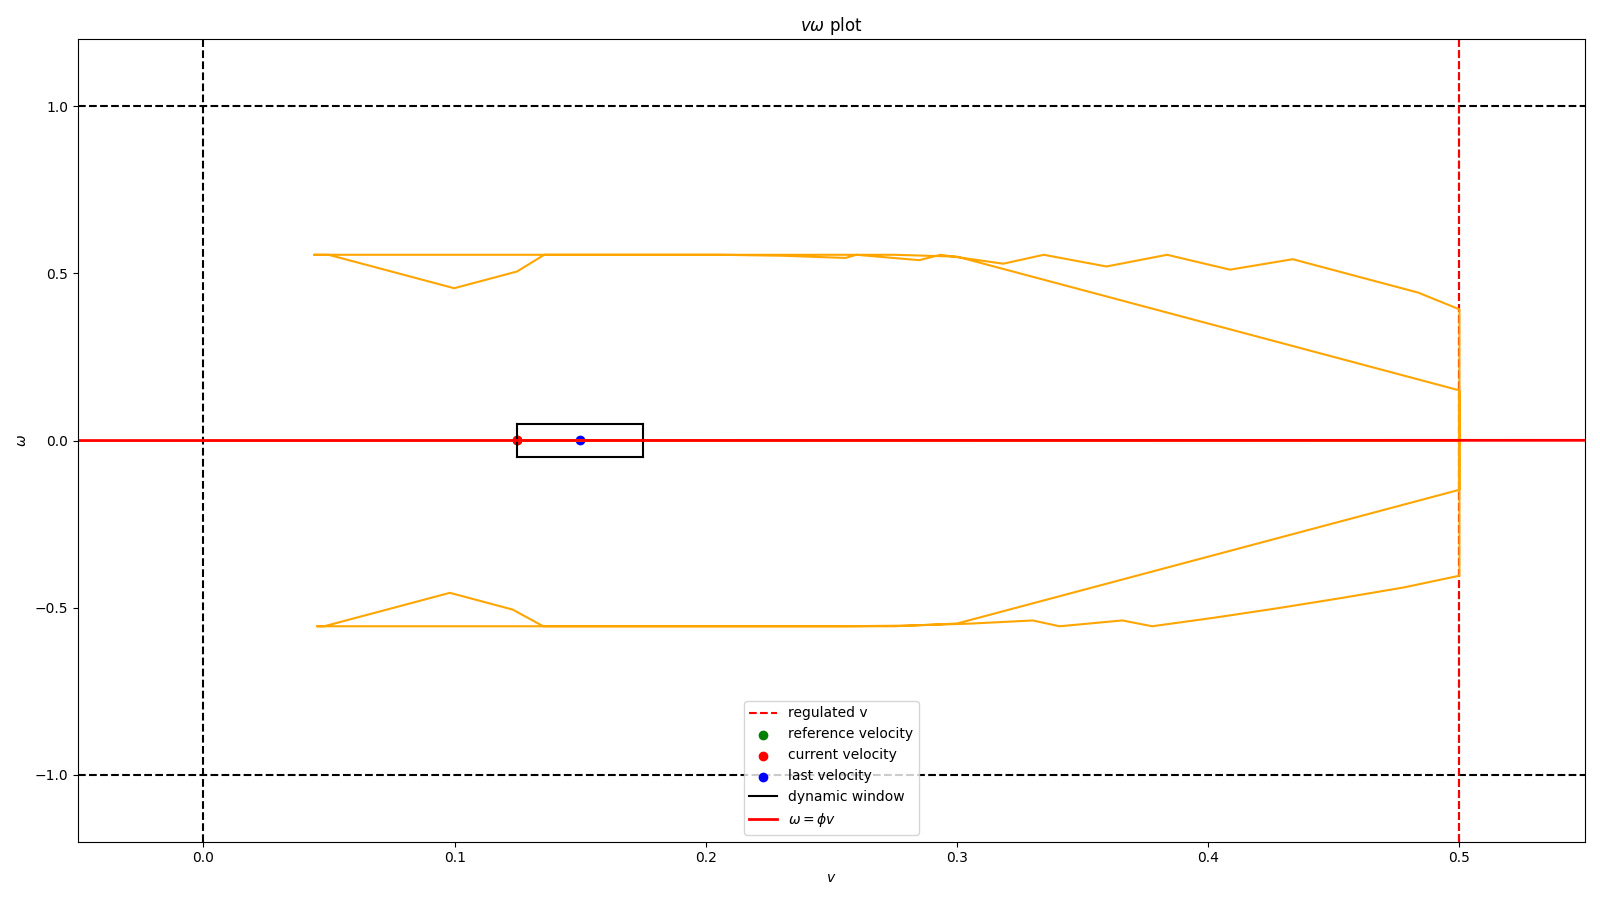 vω plot
1.0
0.5
0.0
−0.5
−1.0
ω
0.0 0.1 0.2 0.3 0.4 0.5
v
regulated v
reference velocity
current velocity
last velocity
dynamic window
ω = ϕv